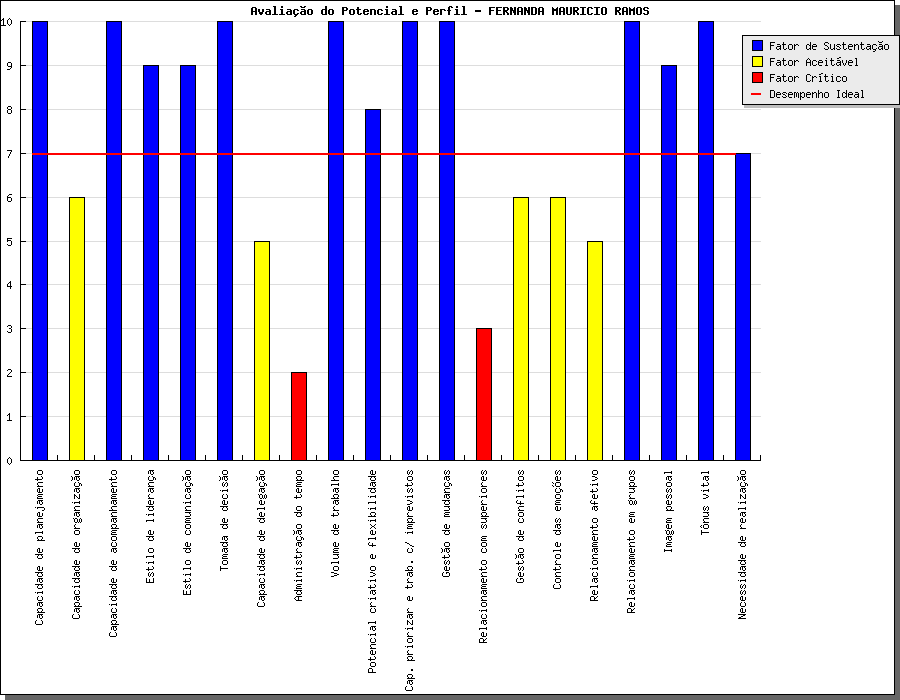 Avaliação do Potencial e Perfil - FERNANDA MAURICIO RAMOS
Fator de Sustentação
Fator Aceitável
Fator Crítico
Desempenho Ideal
10
9
8
7
6
5
4
3
2
1
0
Capacidade de planejamento
Capacidade de organização
Capacidade de acompanhamento
Estilo de liderança
Estilo de comunicação
Tomada de decisão
Capacidade de delegação
Administração do tempo
Volume de trabalho
Potencial criativo e flexibilidade
Cap. priorizar e trab. c/ imprevistos
Gestão de mudanças
Relacionamento com superiores
Gestão de conflitos
Controle das emoções
Relacionamento afetivo
Relacionamento em grupos
Imagem pessoal
Tônus vital
Necessidade de realização